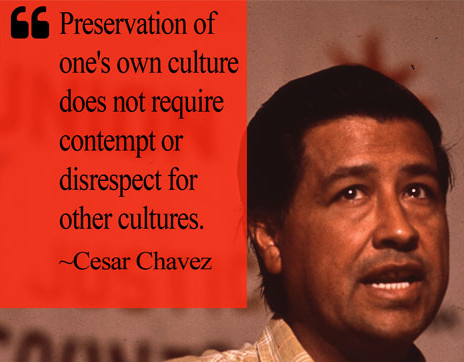 ❝ Preservation of
one's own culture
does not require
contempt or
disrespect for
other cultures.
~Cesar Chavez